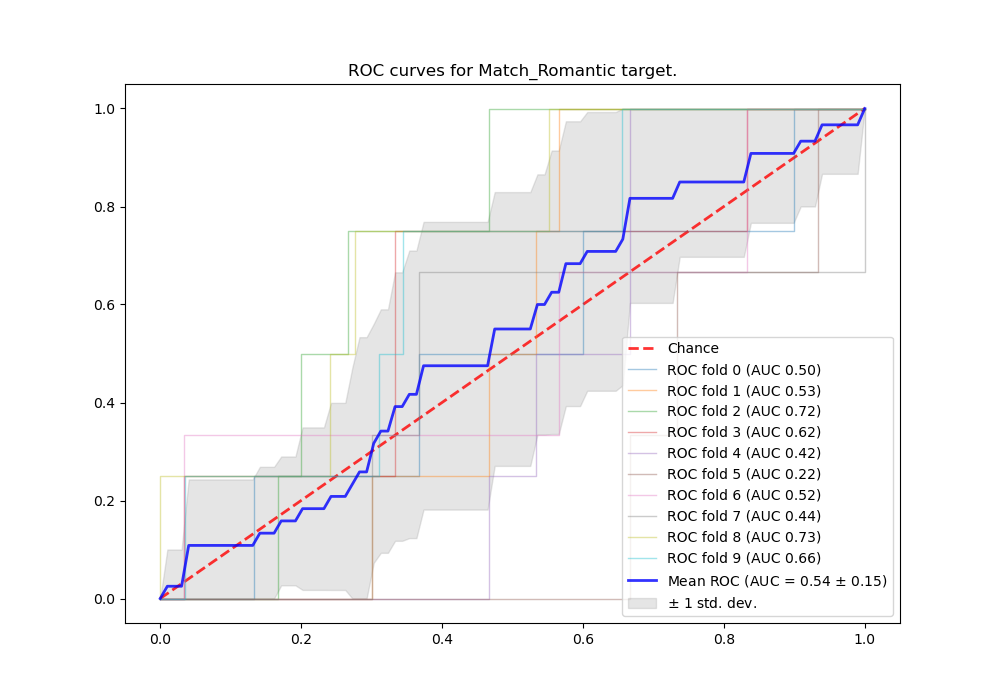 ROC curves for Match_Romantic target.
1.0
0.8
0.6
0.4
0.2
0.0
0.0 0.2 0.4 0.6 0.8 1.0
Chance
ROC fold 0 (AUC 0.50)
ROC fold 1 (AUC 0.53)
ROC fold 2 (AUC 0.72)
ROC fold 3 (AUC 0.62)
ROC fold 4 (AUC 0.42)
ROC fold 5 (AUC 0.22)
ROC fold 6 (AUC 0.52)
ROC fold 7 (AUC 0.44)
ROC fold 8 (AUC 0.73)
ROC fold 9 (AUC 0.66)
Mean ROC (AUC = 0.54 ± 0.15)
± 1 std. dev.